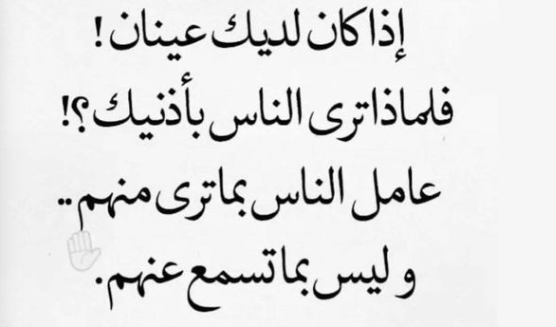 إذا كان لديك عينان !
فلماذا ترى الناس بأذنيك؟!
عامل الناس بما ترى منهم..
و ليس بما تسمع عنهم.